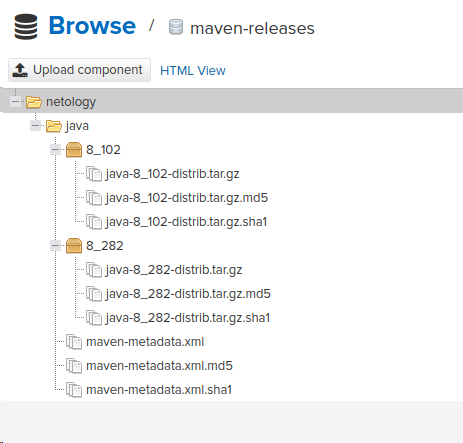 Browse / maven-releases
Upload component HTML View
netology
java
8_102
java-8_102-distrib.tar.gz
java-8_102-distrib.tar.gz.md5
java-8_102-distrib.tar.gz.sha1
8_282
java-8_282-distrib.tar.gz
java-8_282-distrib.tar.gz.md5
java-8_282-distrib.tar.gz.sha1
maven-metadata.xml
maven-metadata.xml.md5
maven-metadata.xml.sha1